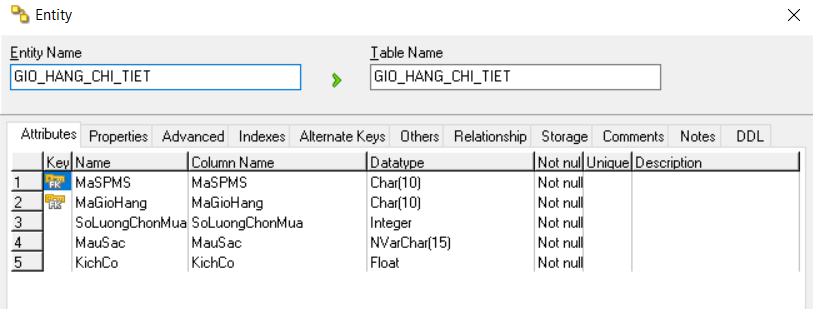 Entity
Entity Name
Table Name
GIO_HANG_CHI_TIET
GIO_HANG_CHI_TIET
Attributes Properties Advanced Indexes Alternate Keys Others Relationship Storage Comments Notes DDL
Key Name Column Name Datatype Not nul Unique Description
1 FK MaSPMS MaSPMS Char(10) Not null
2 FK MaGioHang MaGioHang Char(10) Not null
3 SoLuongChonMua SoLuongChonMua Integer Not null
4 MauSac MauSac NVarChar(15) Not null
5 KichCo KichCo Float Not null